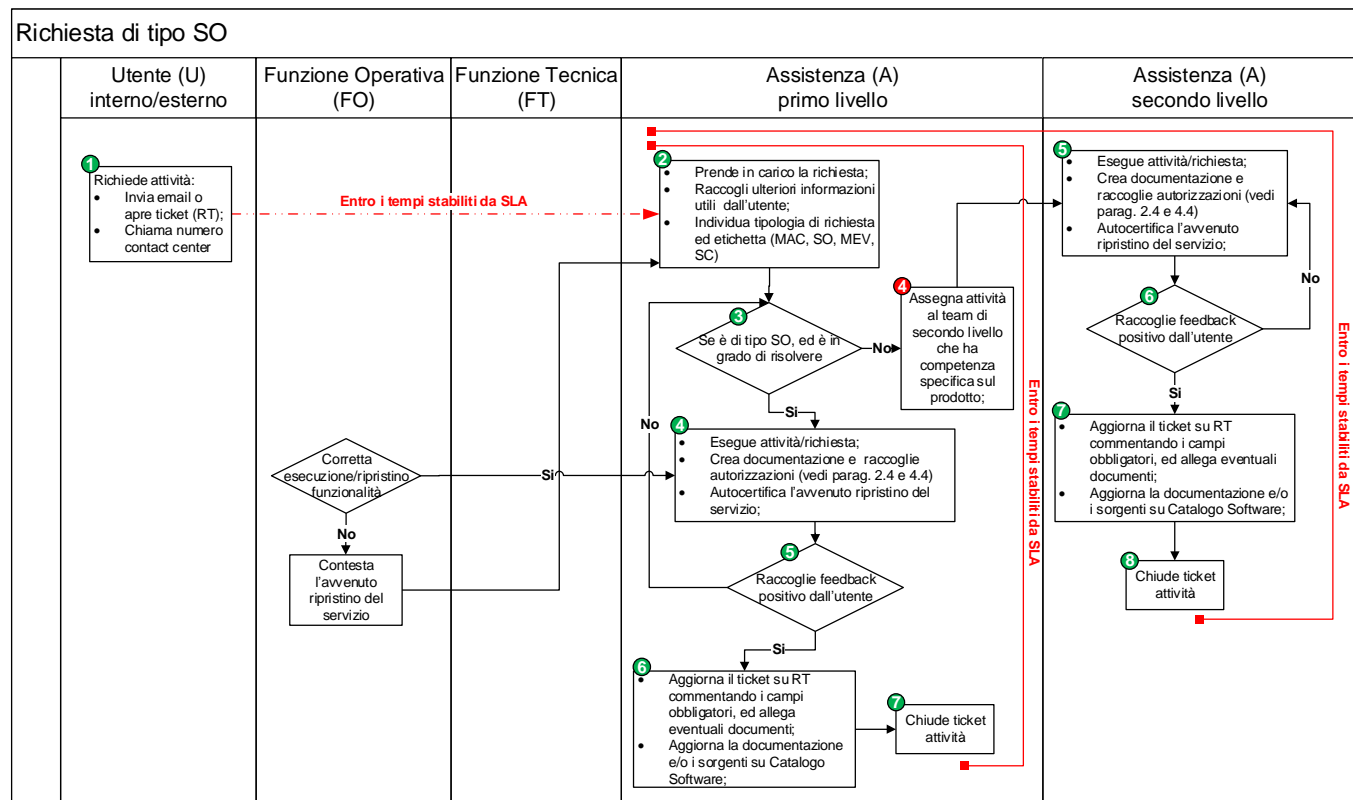 Richiesta di tipo SO
Utente (U)
interno/esterno
Funzione Operativa
(FO)
Funzione Tecnica
(FT)
Assistenza (A)
primo livello
Assistenza (A)
secondo livello
1
Richiede attività:
• Invia email o
apre ticket (RT);
• Chiama numero
contact center
Entro i tempi stabiliti da SLA
2
• Prende in carico la richiesta;
• Raccogli ulteriori informazioni
utili dall'utente;
• Individua tipologia di richiesta
ed etichetta (MAC, SO, MEV,
SC)
3
Se è di tipo SO, ed è in
grado di risolvere
No
4
Assegna attività
al team di
secondo livello
che ha
competenza
specifica sul
prodotto;
Si
4
• Esegue attività/richiesta;
• Crea documentazione e raccoglie
autorizzazioni (vedi parag. 2.4 e 4.4)
• Autocertifica l'avvenuto ripristino del
servizio;
Corretta
esecuzione/ripristino
funzionalità
Si
No
Contesta
l'avvenuto
ripristino del
servizio
5
Raccoglie feedback
positivo dall'utente
No
Si
6
• Aggiorna il ticket su RT
commentando i campi
obbligatori, ed allega
eventuali documenti;
• Aggiorna la documentazione
e/o i sorgenti su Catalogo
Software;
7
Chiude ticket
attività
Entro i tempi stabiliti da SLA
5
• Esegue attività/richiesta;
• Crea documentazione e
raccoglie autorizzazioni (vedi
parag. 2.4 e 4.4)
• Autocertifica l'avvenuto
ripristino del servizio;
6
Raccoglie feedback
positivo dall'utente
No
Si
7
• Aggiorna il ticket su RT
commentando i campi
obbligatori, ed allega eventuali
documenti;
• Aggiorna la documentazione e/o
i sorgenti su Catalogo Software;
8
Chiude ticket
attività
Entro i tempi stabiliti da SLA